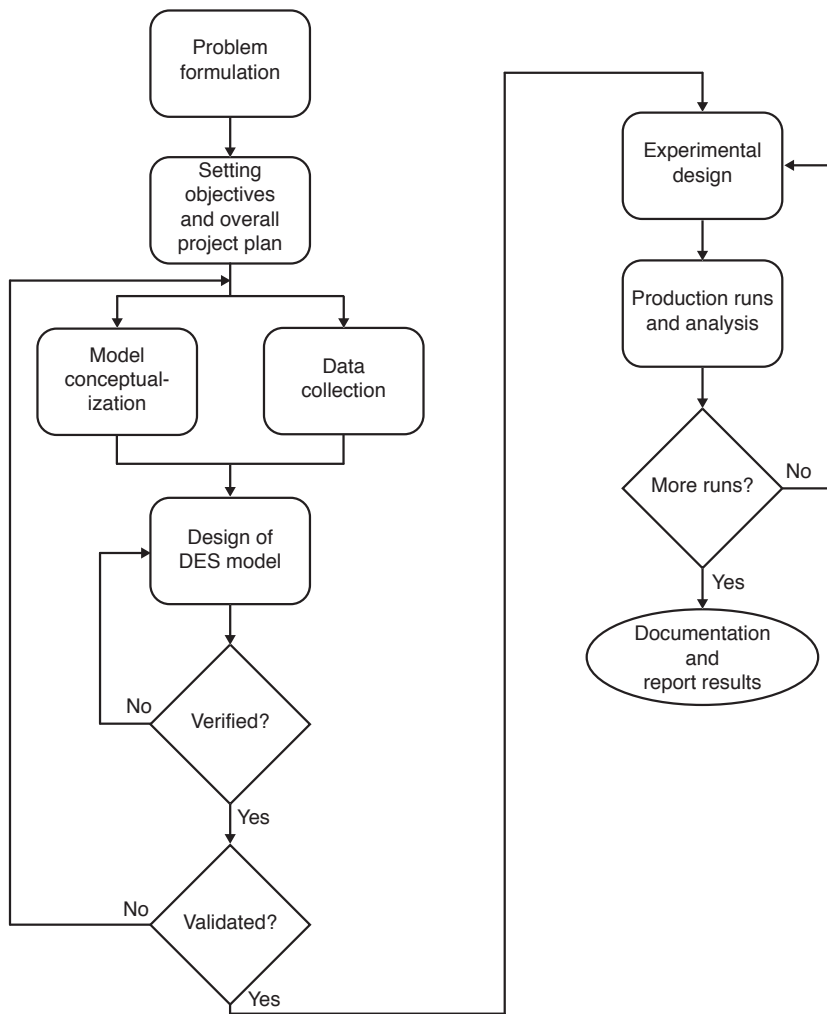 Problem
formulation
Setting
objectives
and overall
project plan
Model
conceptual-
ization
Data
collection
Design of
DES model
No
Verified?
Yes
No
Validated?
Yes
Experimental
design
Production runs
and analysis
More runs?
No
Yes
Documentation
and
report results